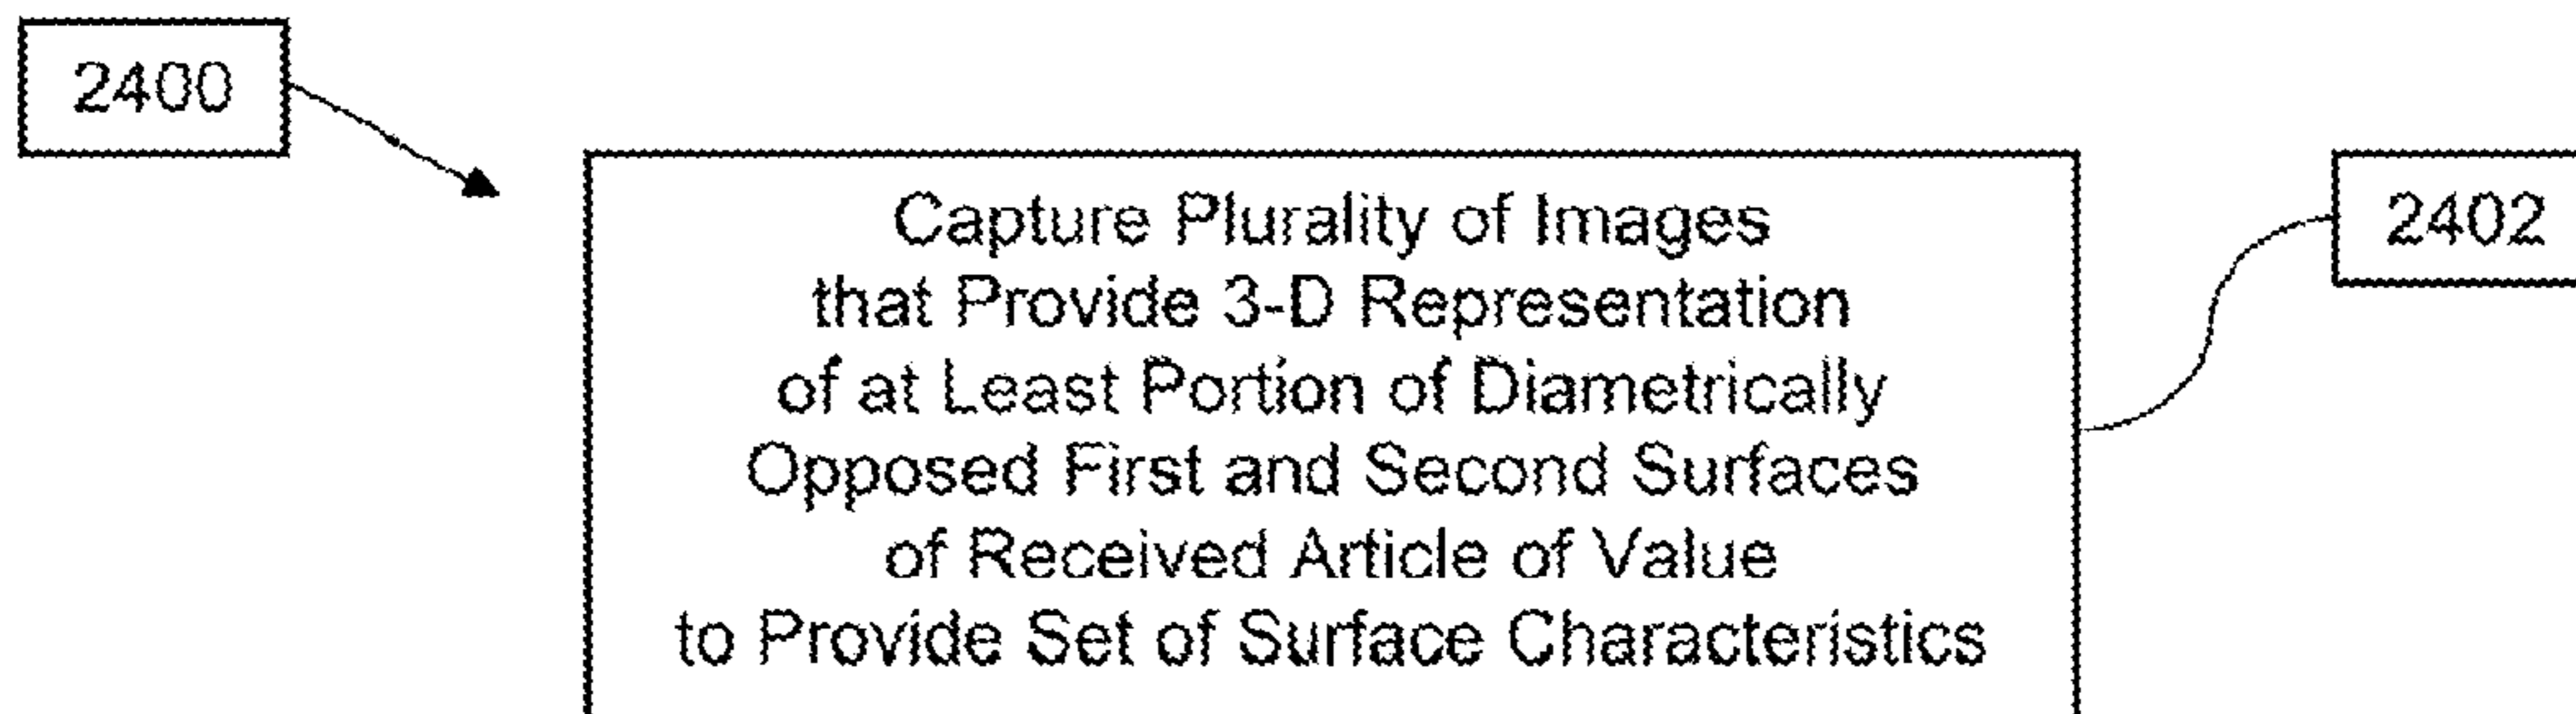 2400
Capture Plurality of Images
that Provide 3-D Representation
of at Least Portion of Diametrically
Opposed First and Second Surfaces
of Received Article of Value
to Provide Set of Surface Characteristics
2402